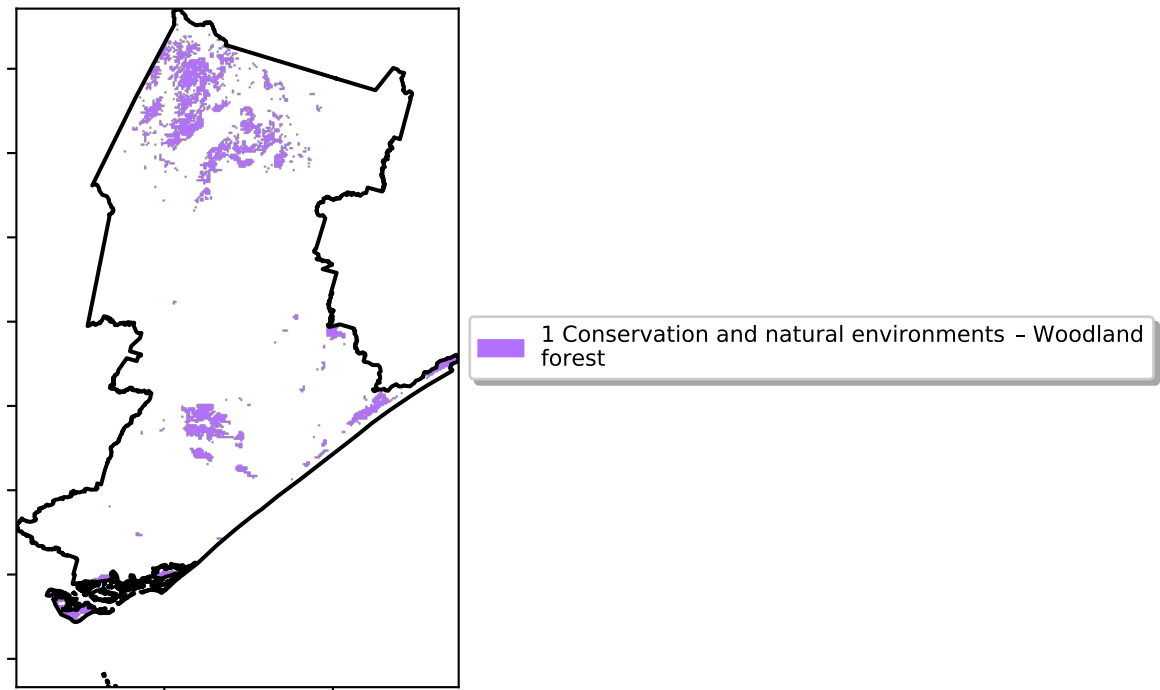 1 Conservation and natural environments – Woodland
forest